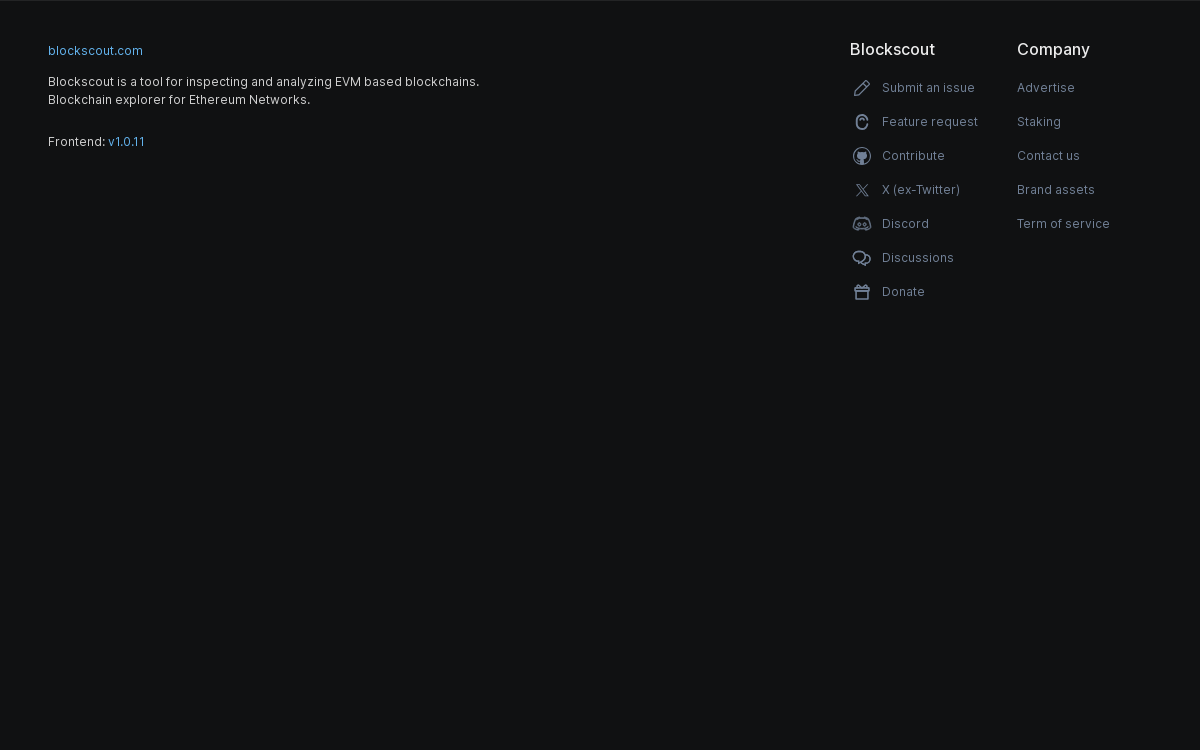 blockscout.com
Blockscout is a tool for inspecting and analyzing EVM based blockchains.
Blockchain explorer for Ethereum Networks.
Frontend: v1.0.11
Blockscout
Submit an issue
Feature request
Contribute
X (ex-Twitter)
Discord
Discussions
Donate
Company
Advertise
Staking
Contact us
Brand assets
Term of service